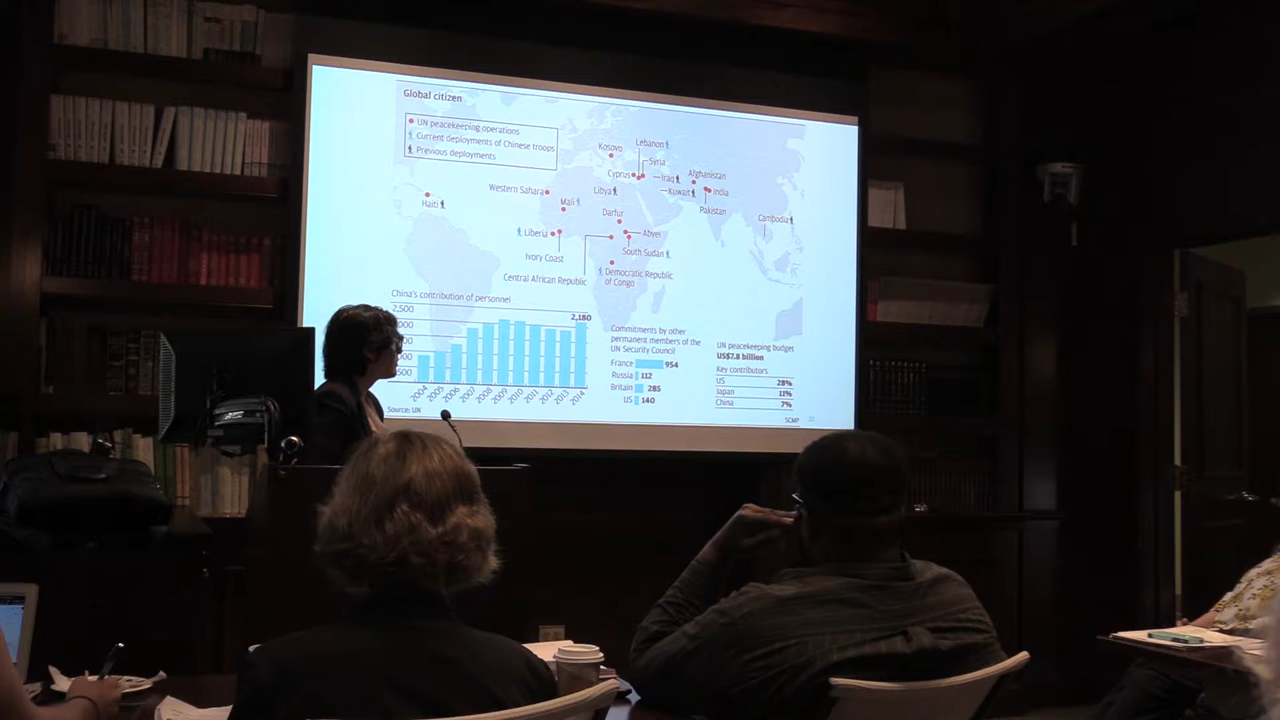 Global citizen
UN peacekeeping operations
Current deployments of Chinese troops
Previous deployments
Kosovo
Lebanon
Syria
Cyprus
Iraq
Afghanistan
Kuwait
India
Pakistan
Western Sahara
Libya
Mali
Haiti
Darfur
Cambodia
Liberia
Abyei
Ivory Coast
South Sudan
Central African Republic
Democratic Republic
of Congo
China's contribution of personnel
2,500
2,180
000
500
2004 2005 2006 2007 2008 2009 2010 2011 2012 2013 2014
Source: UN
Commitments by other
permanent members of the
UN Security Council
France 954
Russia 112
Britain 285
US 140
UN peacekeeping budget
US$7.8 billion
Key contributors
US 28%
Japan 11%
China 7%
SCMP